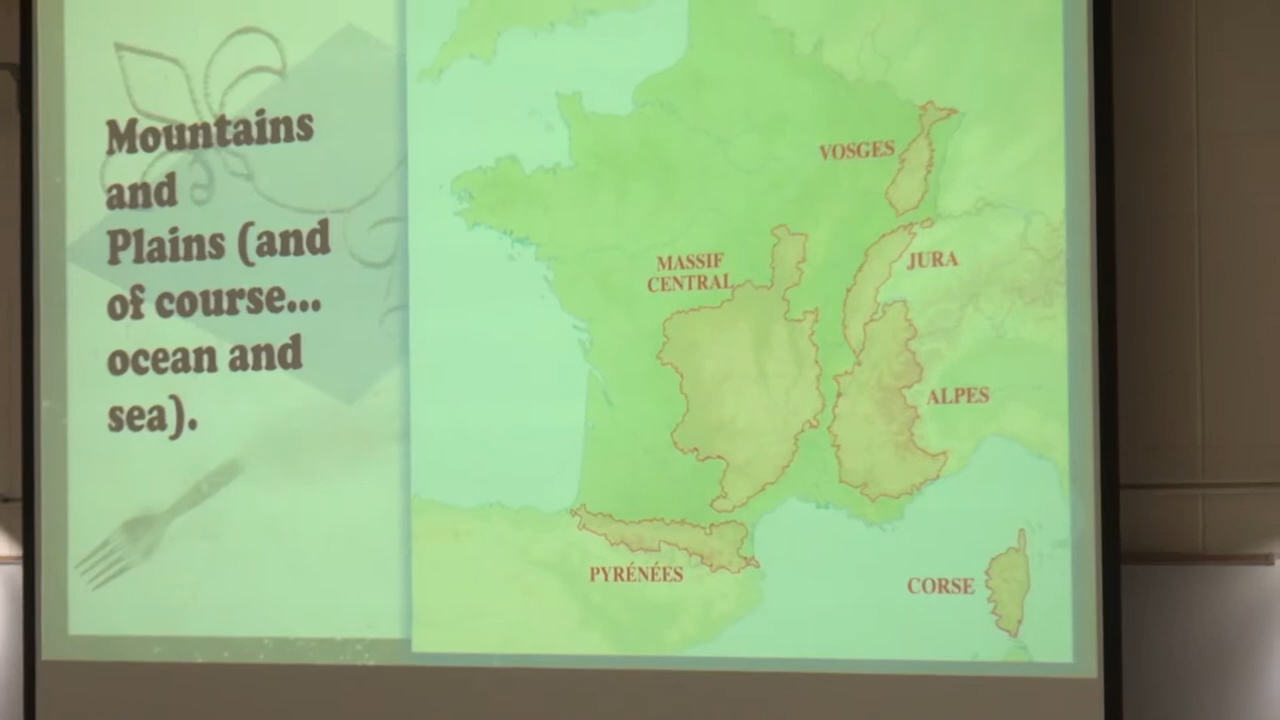 Mountains
and
Plains (and
of course...
ocean and
sea).
VOSGES
MASSIF
CENTRAL
JURA
ALPES
PYRÉNÉES
CORSE